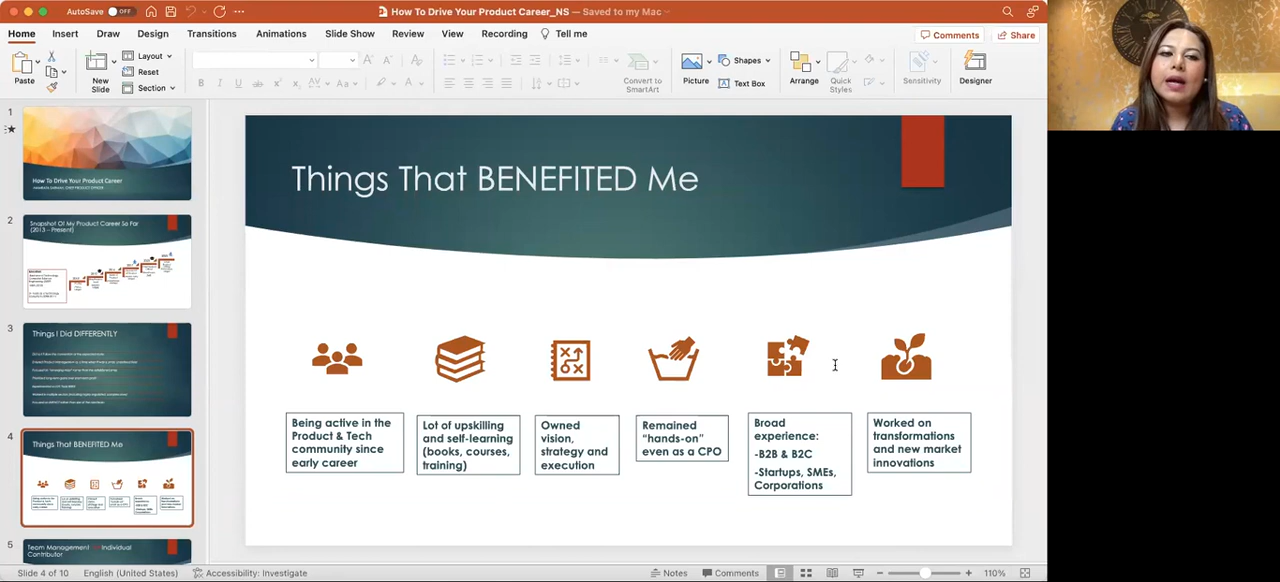 AutoSave OFF
How To Drive Your Product Career_NS — Saved to my Mac
Home Insert Draw Design Transitions Animations Slide Show Review View Recording Tell me
Comments Share
Paste
New Slide
Layout
Reset
Section
Convert to SmartArt
Picture
Shapes
Text Box
Arrange
Quick Styles
Sensitivity
Designer
1
How To Drive Your Product Career
2
Snapshot Of My Product Career So Far
(2013 – Present)
3
Things I Did DIFFERENTLY
4
Things That BENEFITED Me
5
Team Management
Individual
Contributor
Things That BENEFITED Me
Being active in the
Product & Tech
community since
early career
Lot of upskilling
and self-learning
(books, courses,
training)
Owned
vision,
strategy and
execution
Remained
"hands-on"
even as a CPO
Broad
experience:
-B2B & B2C
-Startups, SMEs,
Corporations
Worked on
transformations
and new market
innovations
Slide 4 of 10 English (United States) Accessibility: Investigate
Notes Comments 110%